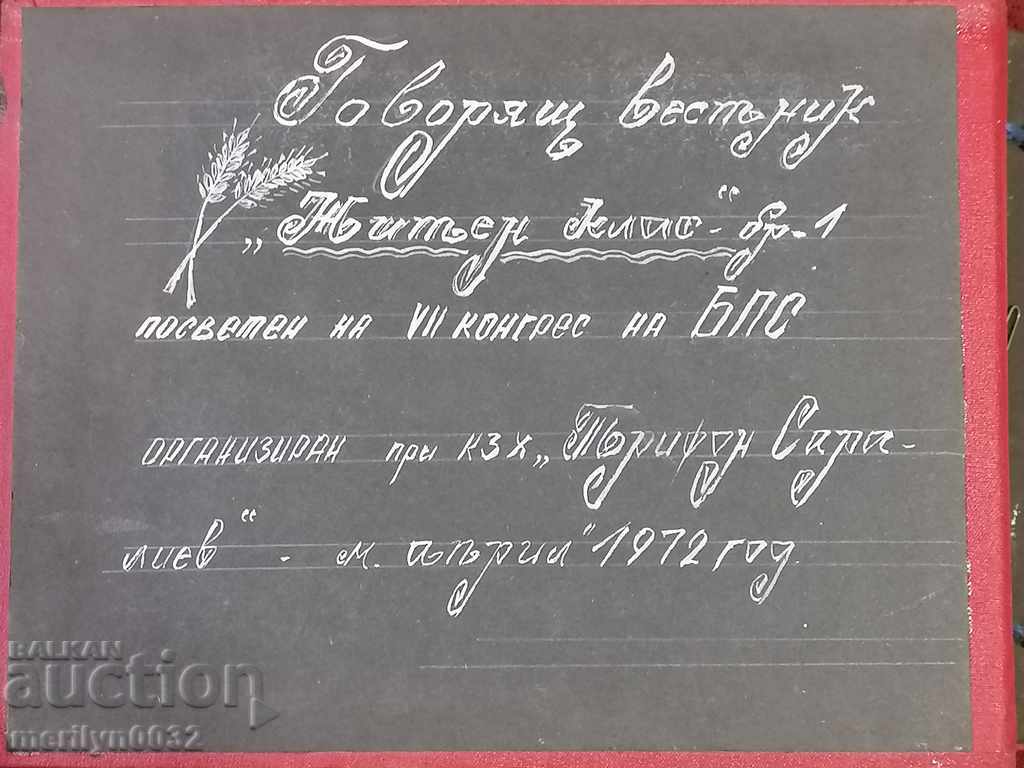 Говорящ вестник
„Житен клас“ бр. 1
посветен на VII конгрес на БПС
организиран при КЗХ „Трифон Сара-
лиев“ - м. април" 1972 год.
BALKAN
auction
merilyn0032